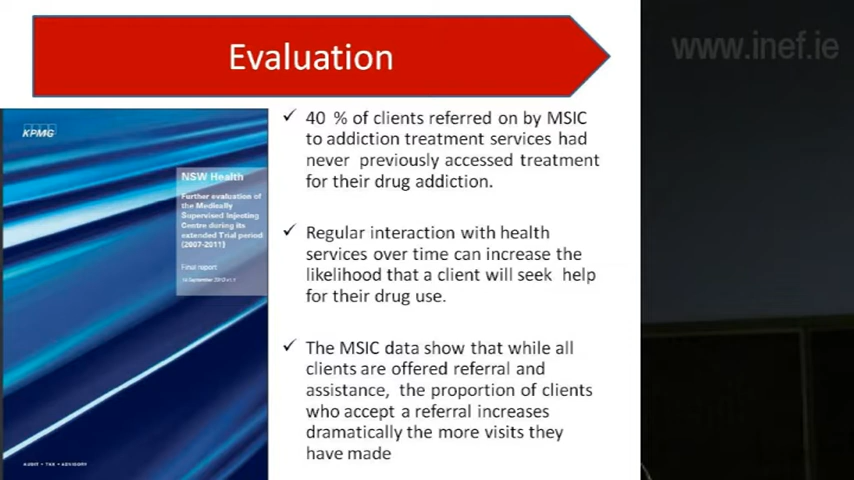 Evaluation
www.inef.ie
KPMG
NSW Health
Further evaluation of
the Medically
Supervised Injecting
Centre during its
extended Trial period
(2007-2011)
Final report
AUDIT • TAX • ADVISORY
✓ 40 % of clients referred on by MSIC
to addiction treatment services had
never previously accessed treatment
for their drug addiction.
✓ Regular interaction with health
services over time can increase the
likelihood that a client will seek help
for their drug use.
✓ The MSIC data show that while all
clients are offered referral and
assistance, the proportion of clients
who accept a referral increases
dramatically the more visits they
have made